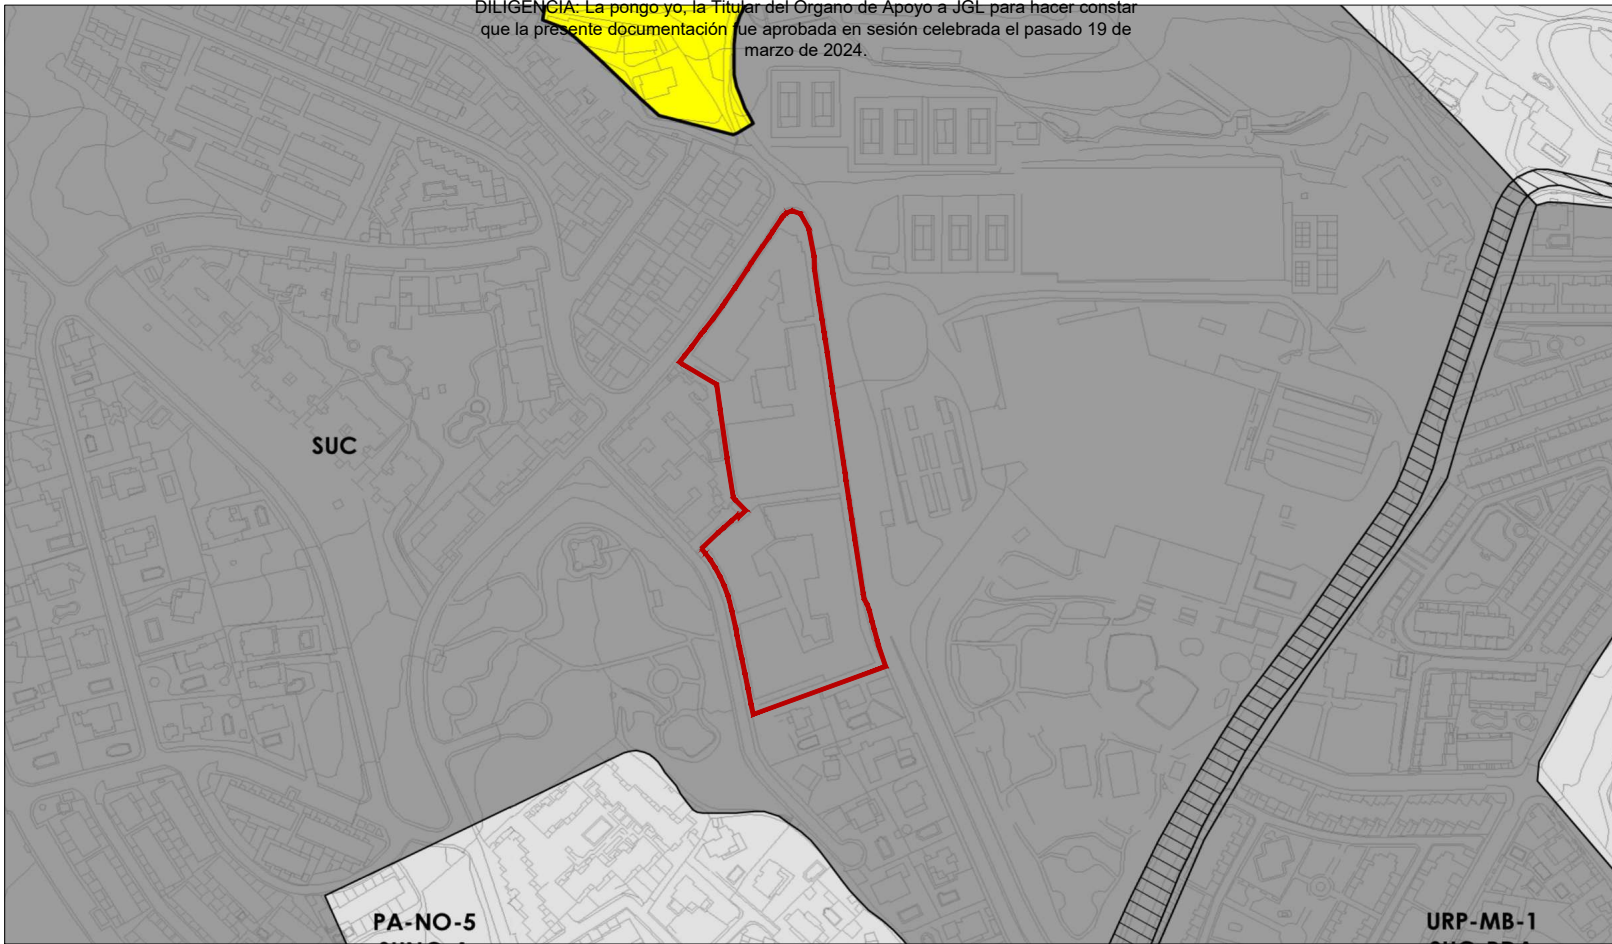 DILIGENCIA: La pongo yo, la Titular del Órgano de Apoyo a JGL para hacer constar
que la presente documentación fue aprobada en sesión celebrada el pasado 19 de
marzo de 2024.
SUC
PA-NO-5
URP-MB-1